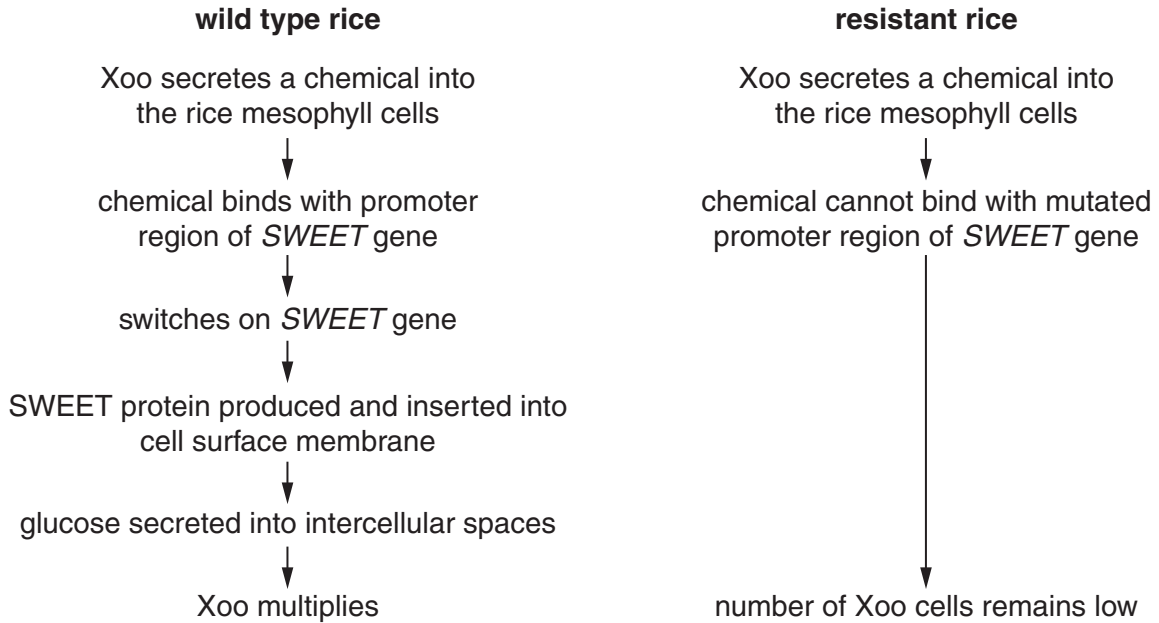 wild type rice
Xoo secretes a chemical into
the rice mesophyll cells
chemical binds with promoter
region of SWEET gene
switches on SWEET gene
SWEET protein produced and inserted into
cell surface membrane
glucose secreted into intercellular spaces
Xoo multiplies
resistant rice
Xoo secretes a chemical into
the rice mesophyll cells
chemical cannot bind with mutated
promoter region of SWEET gene
number of Xoo cells remains low